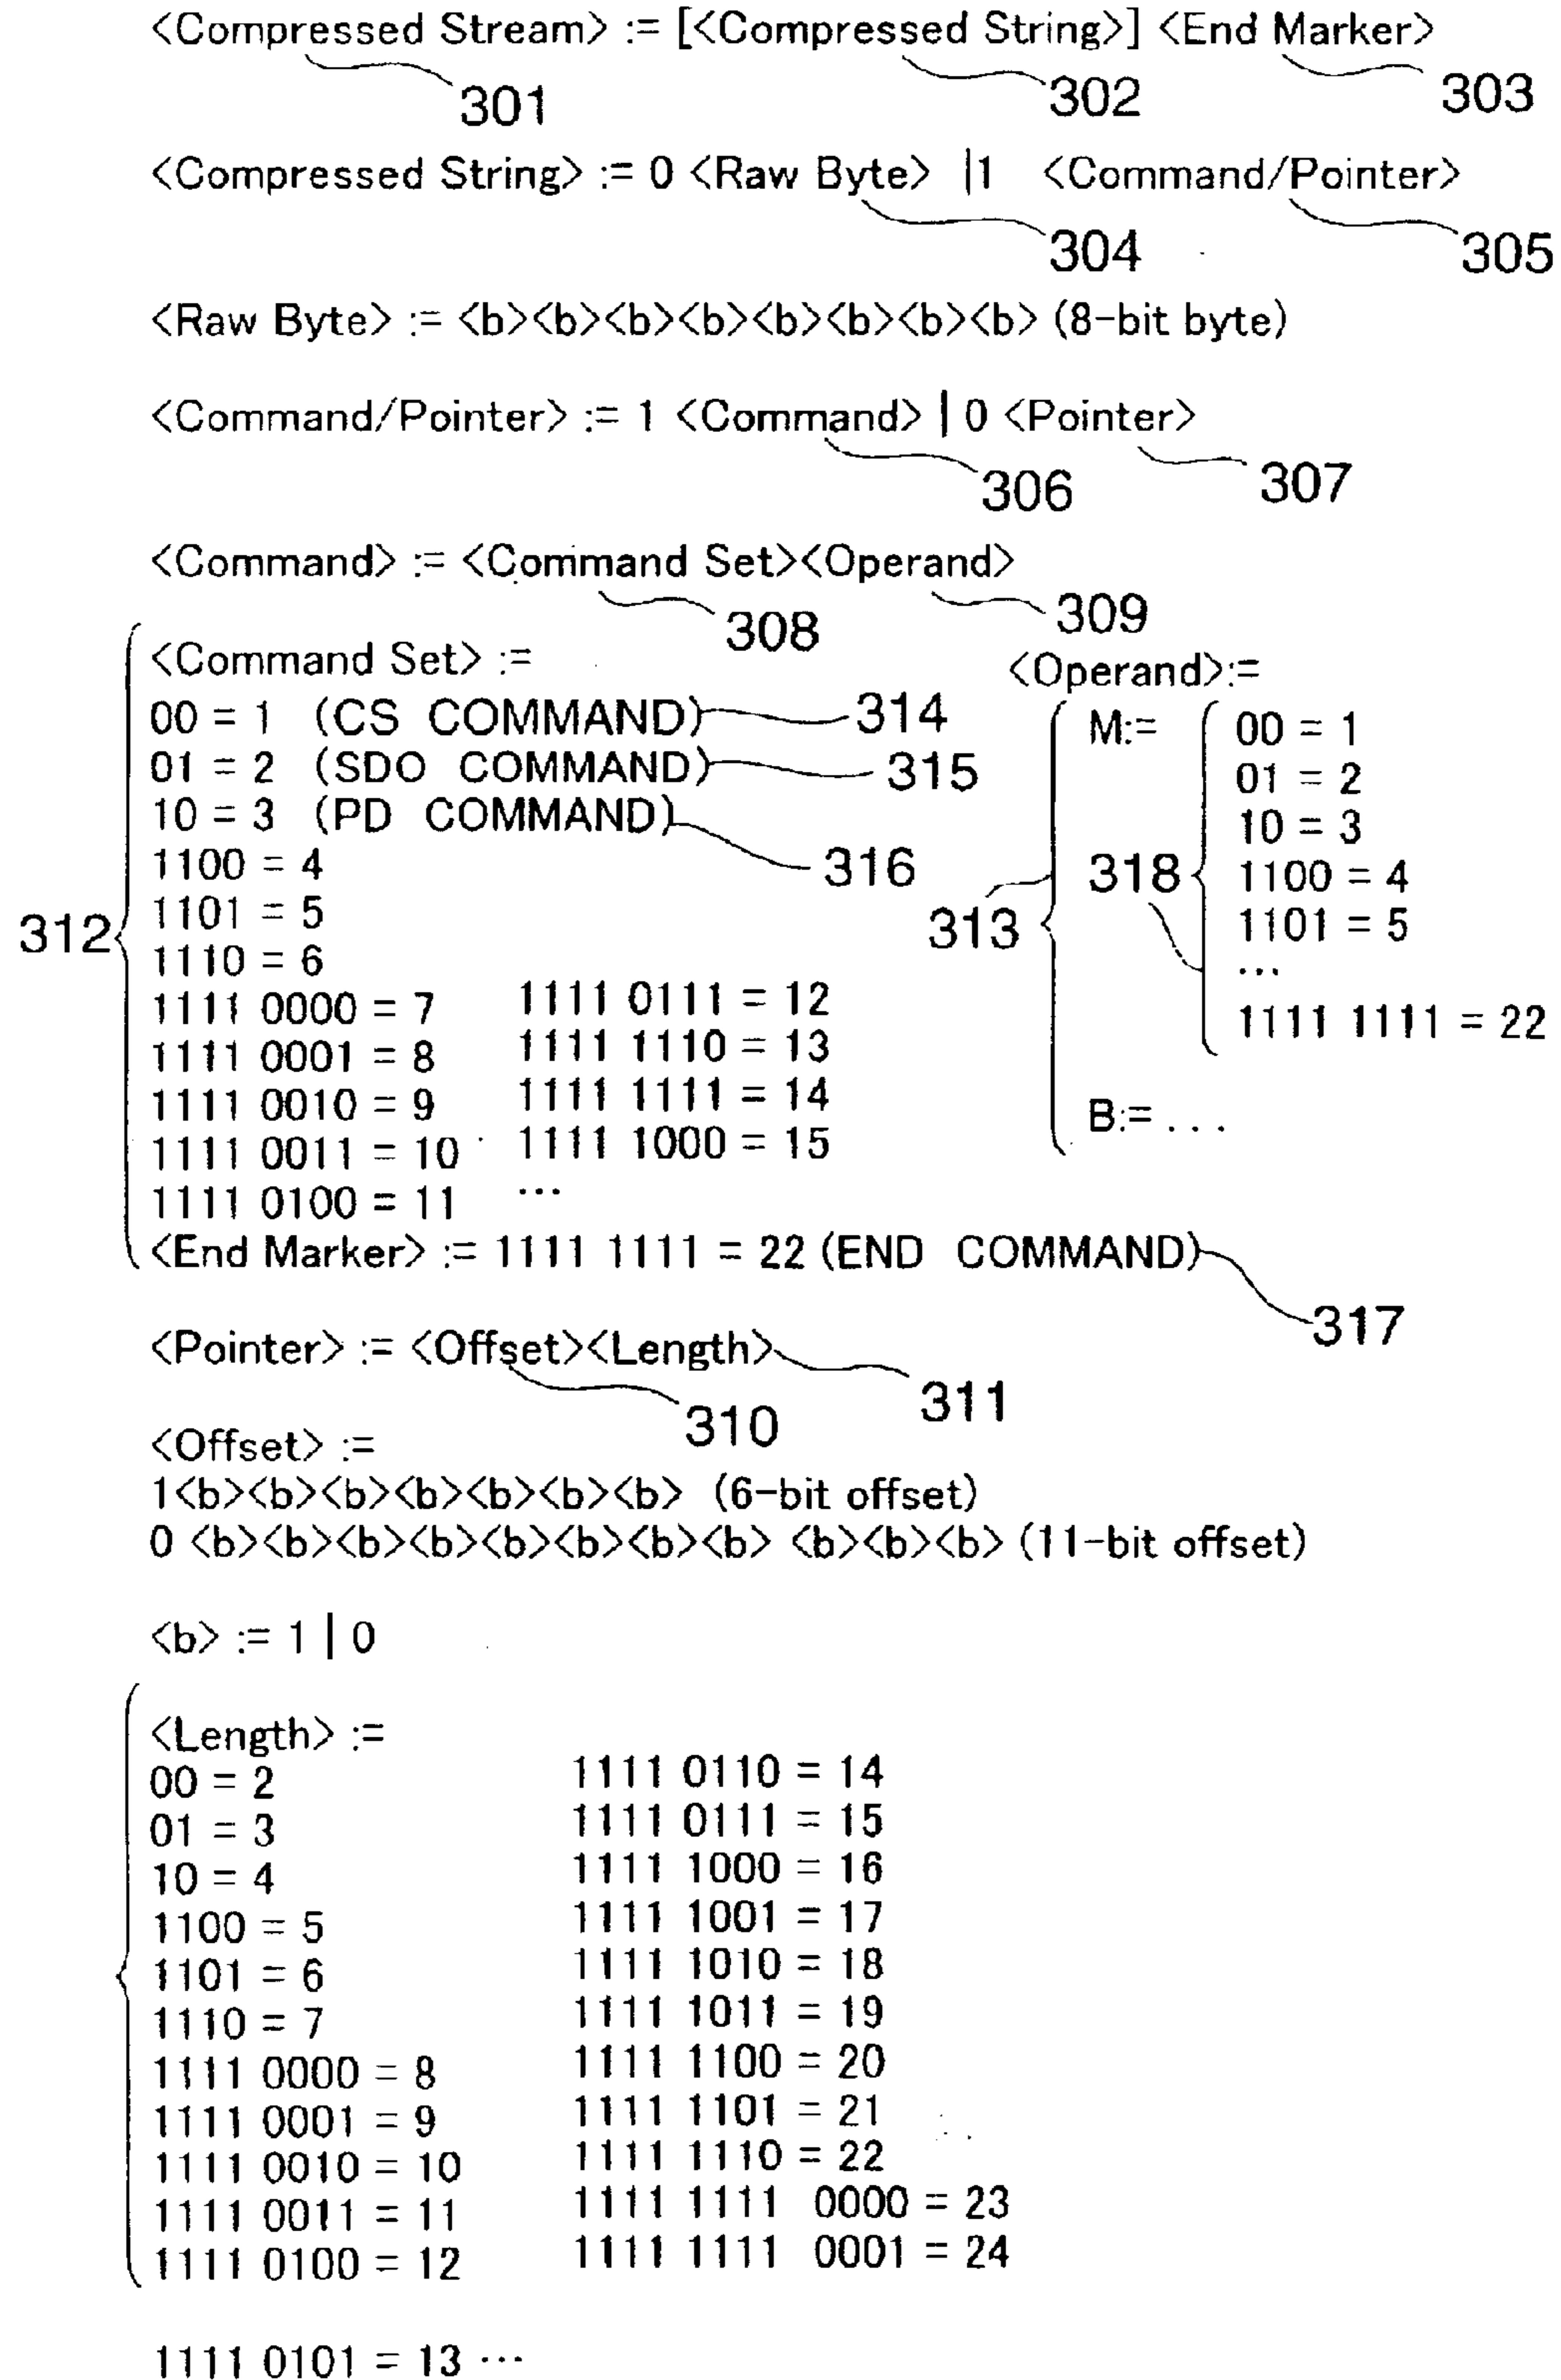 <Compressed Stream> := [<Compressed String>] <End Marker>
301 302 303
<Compressed String> := 0 <Raw Byte> |1 <Command/Pointer>
304 305
<Raw Byte> := <b><b><b><b><b><b><b><b> (8-bit byte)
<Command/Pointer> := 1 <Command> | 0 <Pointer>
306 307
<Command> := <Command Set><Operand>
308 309
312
<Command Set> :=
00 = 1 (CS COMMAND) 314
01 = 2 (SDO COMMAND) 315
10 = 3 (PD COMMAND) 316
1100 = 4
1101 = 5
1110 = 6
1111 0000 = 7
1111 0001 = 8
1111 0010 = 9
1111 0011 = 10
1111 0100 = 11
1111 0111 = 12
1111 1110 = 13
1111 1111 = 14
1111 1000 = 15
...
<End Marker> := 1111 1111 = 22 (END COMMAND)
317
<Operand>:=
313
M:=
318
00 = 1
01 = 2
10 = 3
1100 = 4
1101 = 5
...
1111 1111 = 22
B:= . . .
<Pointer> := <Offset><Length>
310 311
<Offset> :=
1<b><b><b><b><b><b><b> (6-bit offset)
0 <b><b><b><b><b><b><b><b> <b><b><b> (11-bit offset)
<b> := 1 | 0
<Length> :=
00 = 2
01 = 3
10 = 4
1100 = 5
1101 = 6
1110 = 7
1111 0000 = 8
1111 0001 = 9
1111 0010 = 10
1111 0011 = 11
1111 0100 = 12
1111 0101 = 13 ...
1111 0110 = 14
1111 0111 = 15
1111 1000 = 16
1111 1001 = 17
1111 1010 = 18
1111 1011 = 19
1111 1100 = 20
1111 1101 = 21
1111 1110 = 22
1111 1111 0000 = 23
1111 1111 0001 = 24